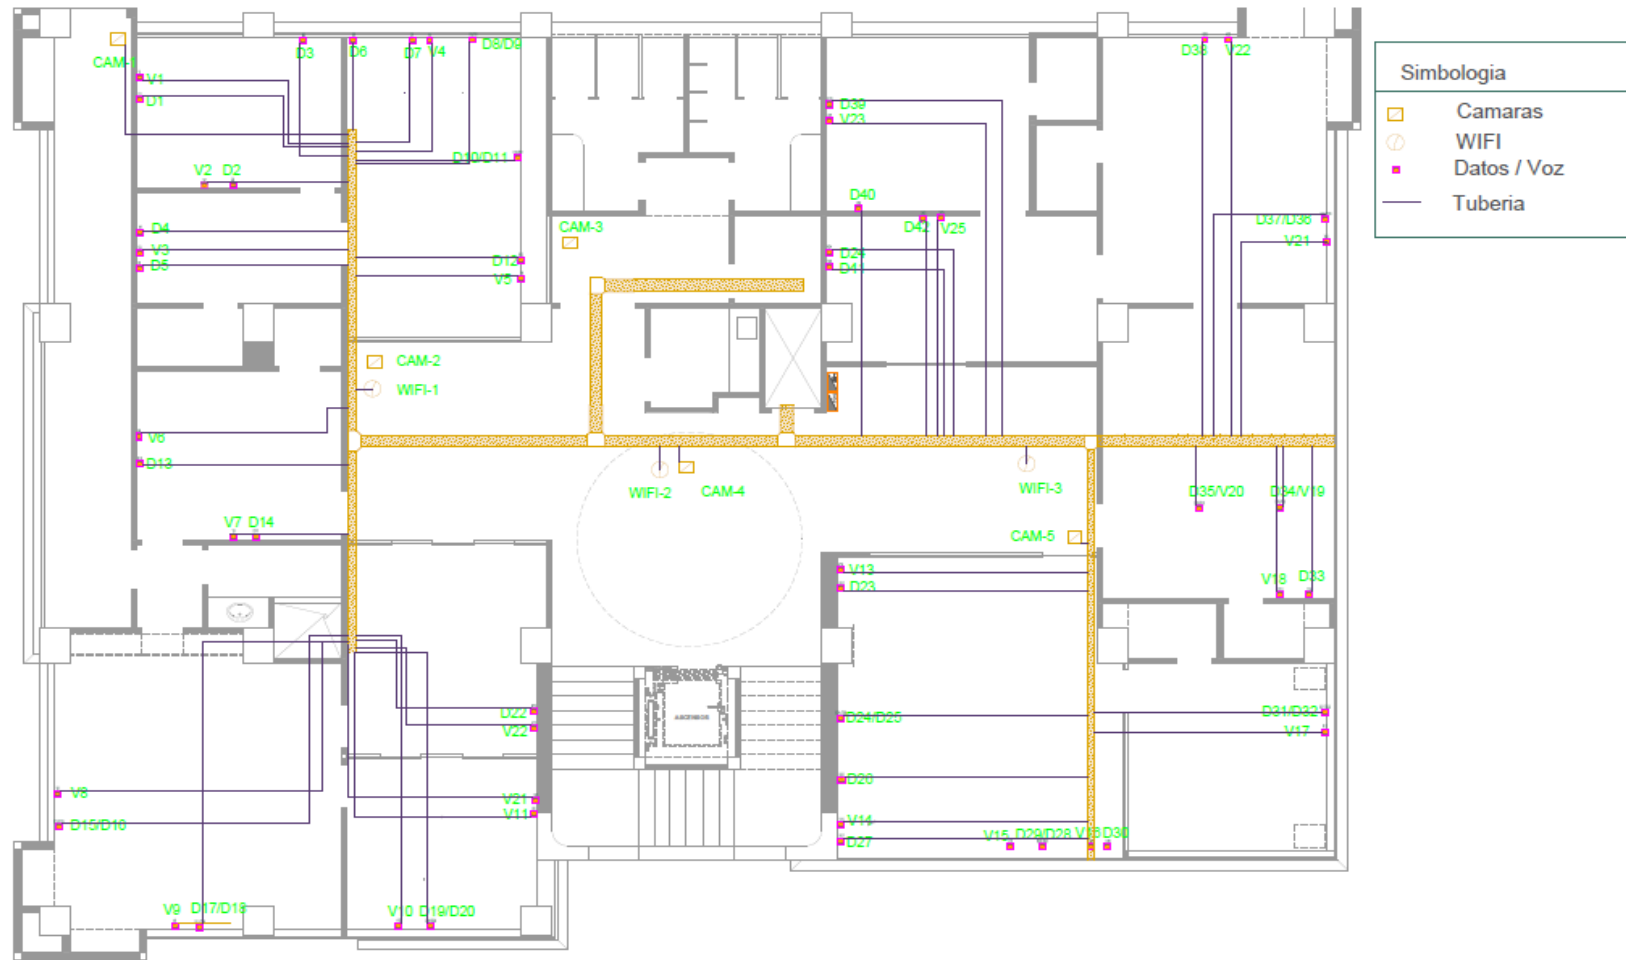 D3
D6
D7
V4
D8/D9
D38
V22
CAM-1
V1
D1
D39
V23
D10/D11
V2 D2
D40
D42
V25
D37/D36
V21
D4
V3
D5
CAM-3
D24
D41
D12
V5
CAM-2
WIFI-1
V6
D13
WIFI-2
CAM-4
WIFI-3
D35/V20
D34/V19
V7 D14
CAM-5
V13
D23
V18
D33
D22
V22
ASCENSOR
D24/D25
D31/D32
V17
V8
D15/D16
V21
V11
D26
V14
D27
V15
D29/D28
D30
V9
D17/D18
V10
D19/D20
Simbologia
Camaras
WIFI
Datos / Voz
Tuberia